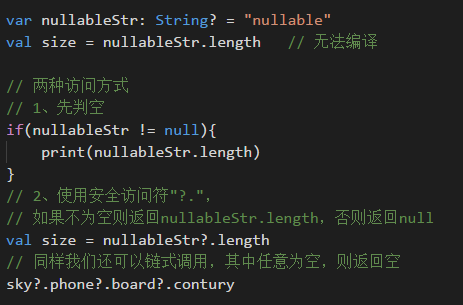 var nullableStr: String? = "nullable"
val size = nullableStr.length   // 无法编译
// 两种访问方式
// 1、先判空
if(nullableStr != null){
    print(nullableStr.length)
}
// 2、使用安全访问符"?.",
// 如果不为空则返回nullableStr.length，否则返回null
val size = nullableStr?.length
// 同样我们还可以链式调用，其中任意为空，则返回空
sky?.phone?.board?.contury